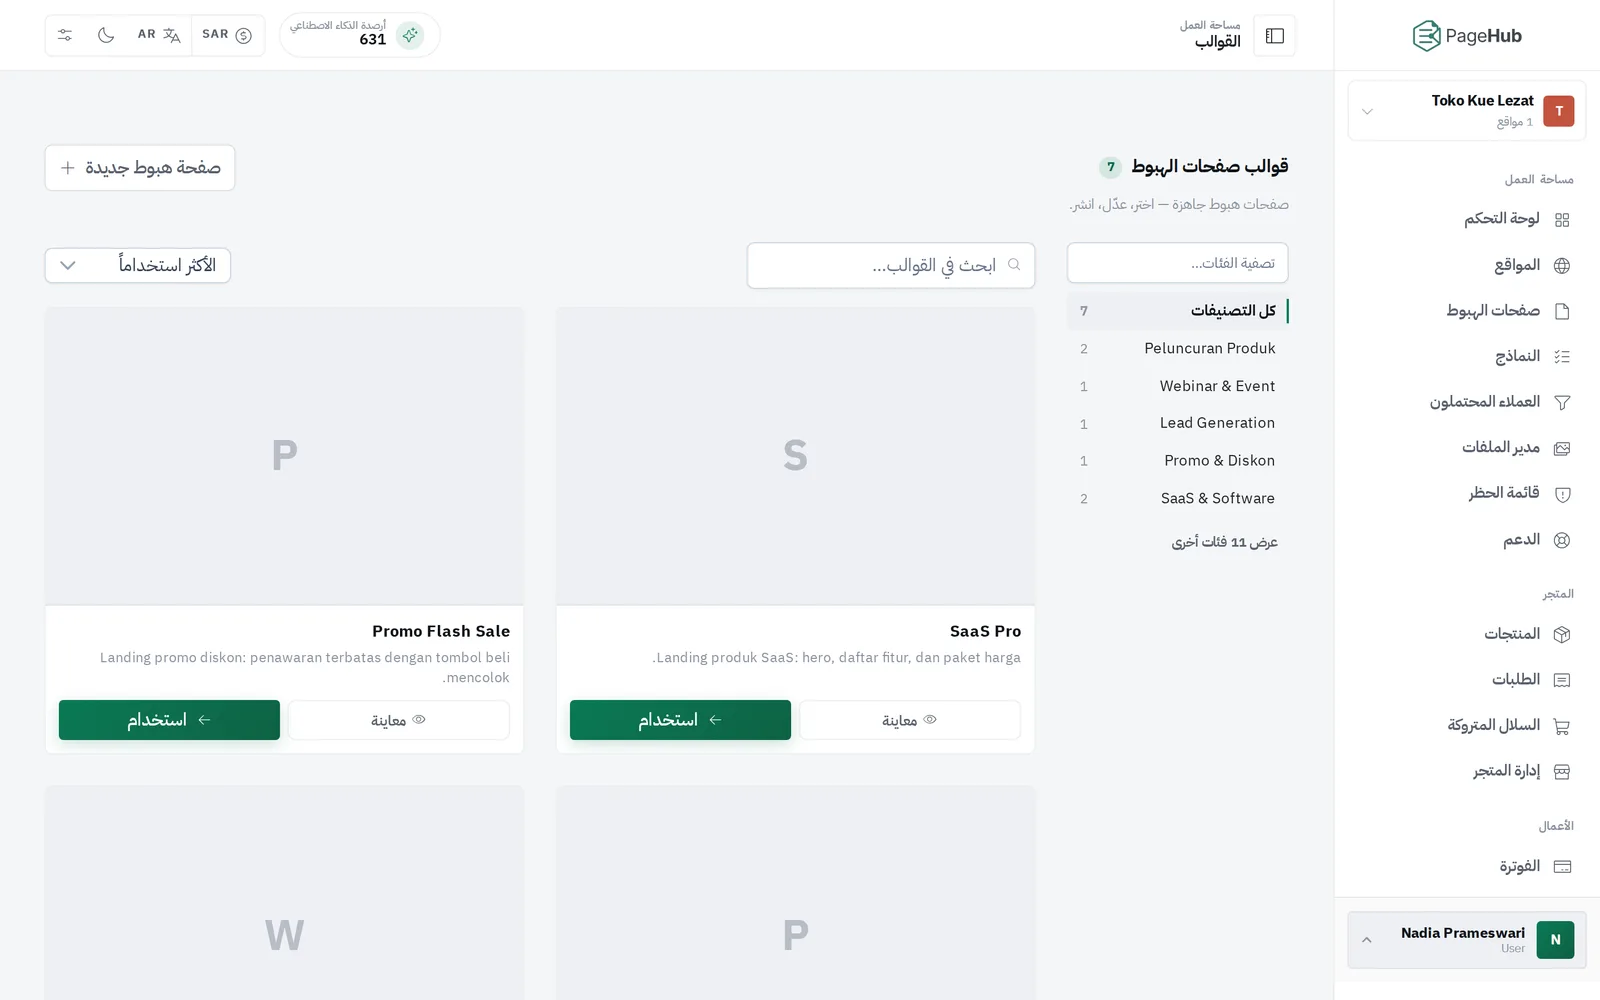 PageHub
Toko Kue Lezat
T
1 مواقع
مساحة العمل
لوحة التحكم
المواقع
صفحات الهبوط
النماذج
العملاء المحتملون
مدير الملفات
قائمة الحظر
الدعم
المتجر
المنتجات
الطلبات
السلال المتروكة
إدارة المتجر
الأعمال
الفوترة
Nadia Prameswari
N
User
مساحة العمل
القوالب
أرصدة الذكاء الاصطناعي
631
SAR
AR
قوالب صفحات الهبوط 7
صفحات هبوط جاهزة — اختر، عدّل، انشر.
صفحة هبوط جديدة
تصفية الفئات...
كل التصنيفات 7
Peluncuran Produk 2
Webinar & Event 1
Lead Generation 1
Promo & Diskon 1
SaaS & Software 2
عرض 11 فئات أخرى
ابحث في القوالب...
الأكثر استخداماً
S
SaaS Pro
Landing produk SaaS: hero, daftar fitur, dan paket harga.
معاينة
استخدام
P
Promo Flash Sale
Landing promo diskon: penawaran terbatas dengan tombol beli
mencolok.
معاينة
استخدام
P
W